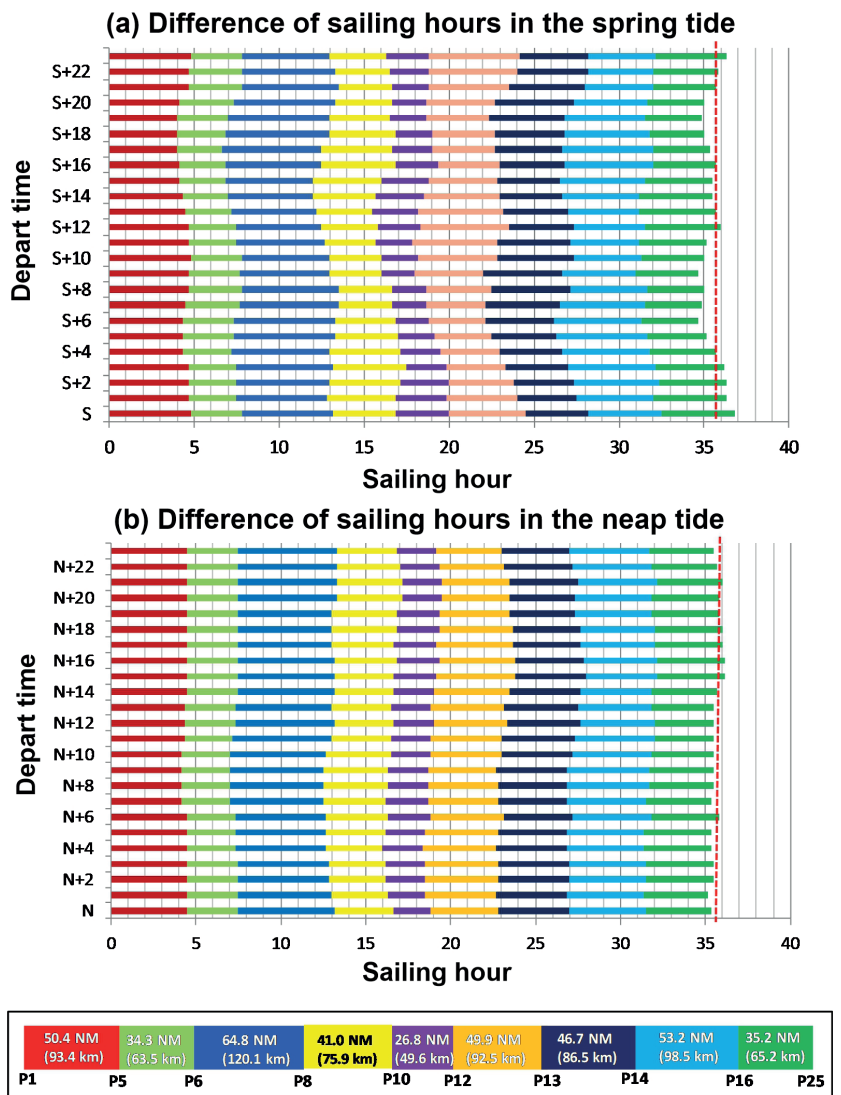 (a) Difference of sailing hours in the spring tide
Depart time
S+22
S+20
S+18
S+16
S+14
S+12
S+10
S+8
S+6
S+4
S+2
S
0 5 10 15 20 25 30 35 40
Sailing hour
(b) Difference of sailing hours in the neap tide
Depart time
N+22
N+20
N+18
N+16
N+14
N+12
N+10
N+8
N+6
N+4
N+2
N
0 5 10 15 20 25 30 35 40
Sailing hour
50.4 NM 34.3 NM 64.8 NM 41.0 NM 26.8 NM 49.9 NM 46.7 NM 53.2 NM 35.2 NM
(93.4 km) (63.5 km) (120.1 km) (75.9 km) (49.6 km) (92.5 km) (86.5 km) (98.5 km) (65.2 km)
P1 P5 P6 P8 P10 P12 P13 P14 P16 P25